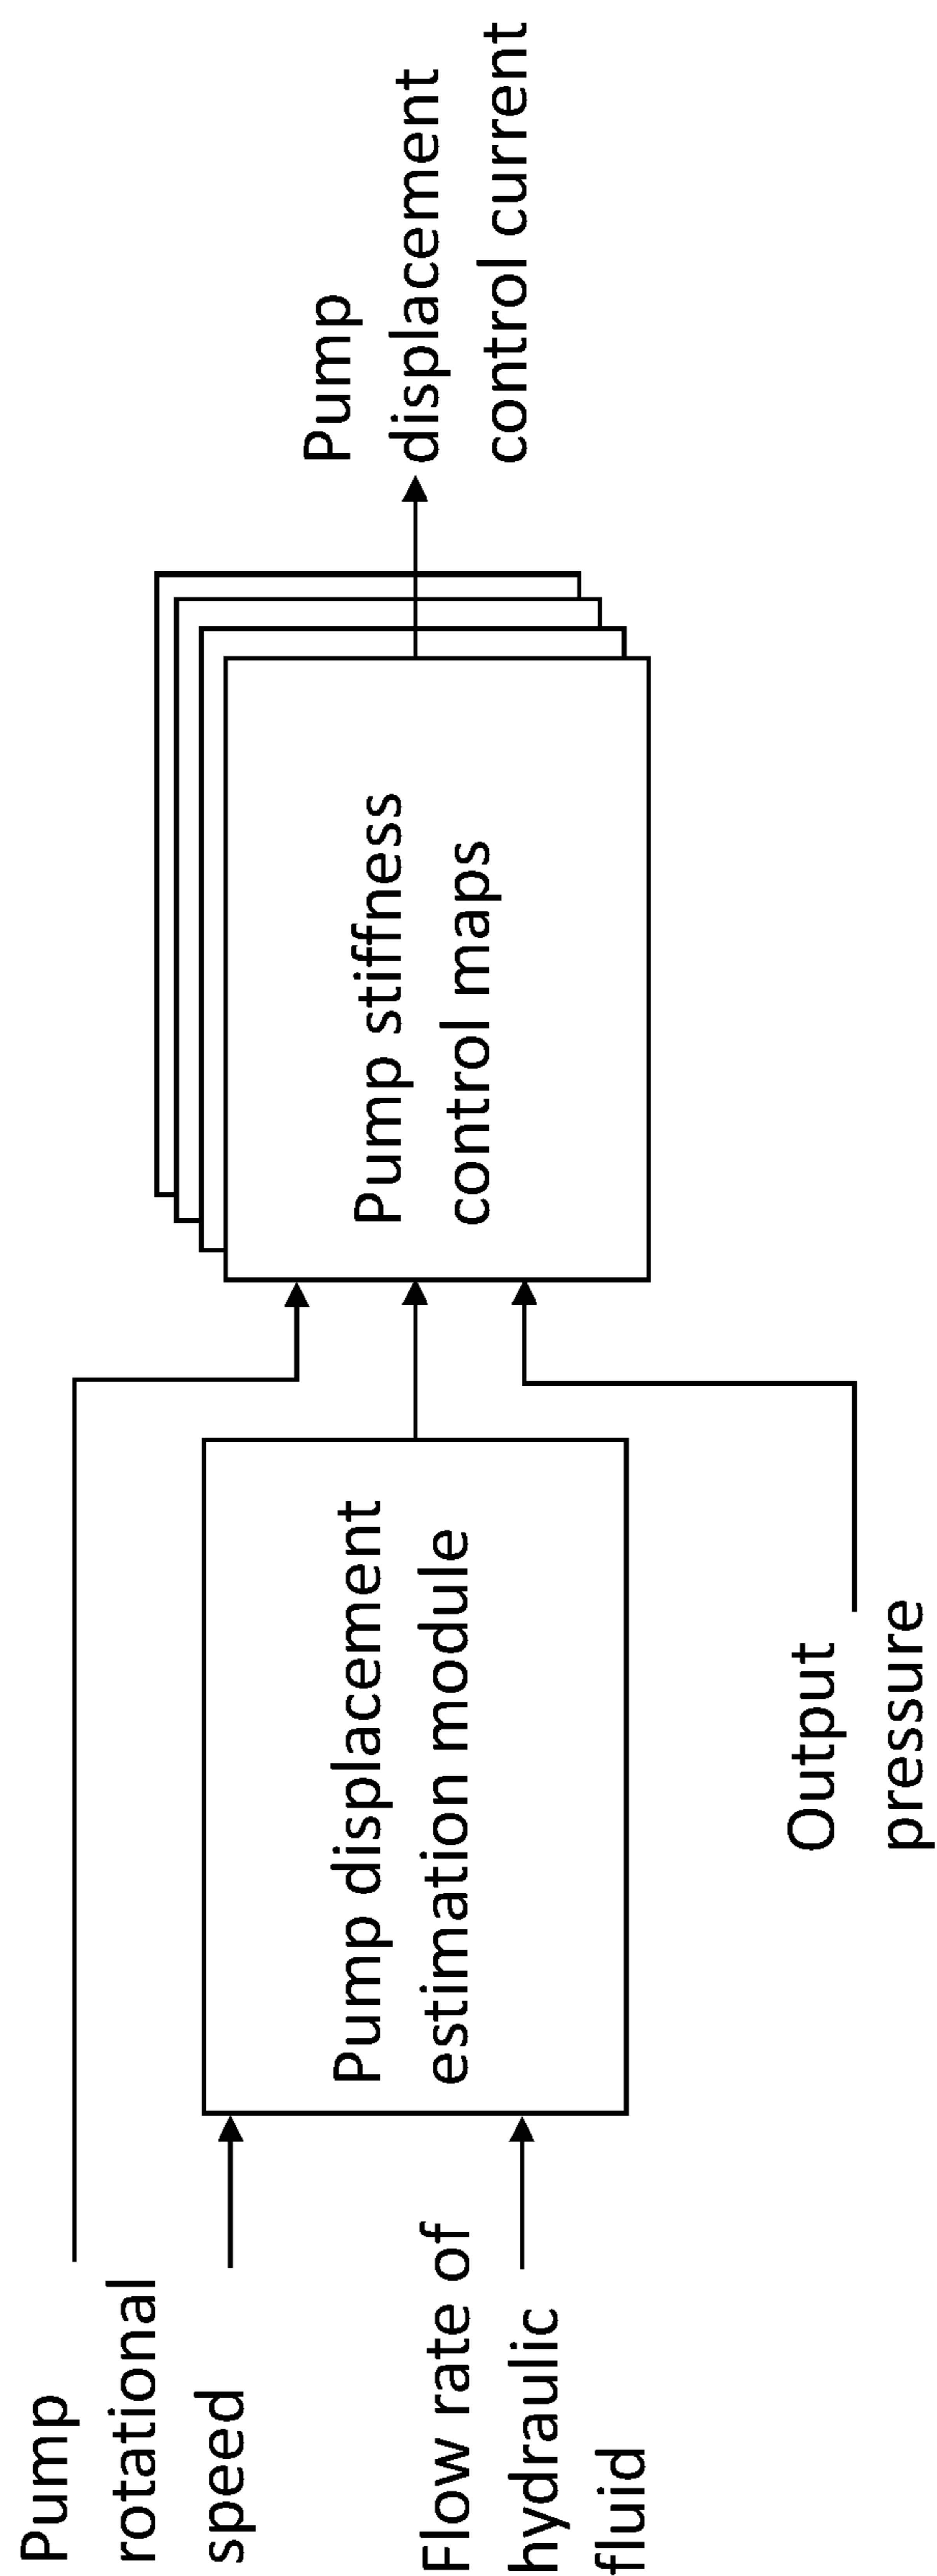 Pump
rotational
speed
Flow rate of
hydraulic
fluid
Pump displacement
estimation module
Output
pressure
Pump stiffness
control maps
Pump
displacement
control current